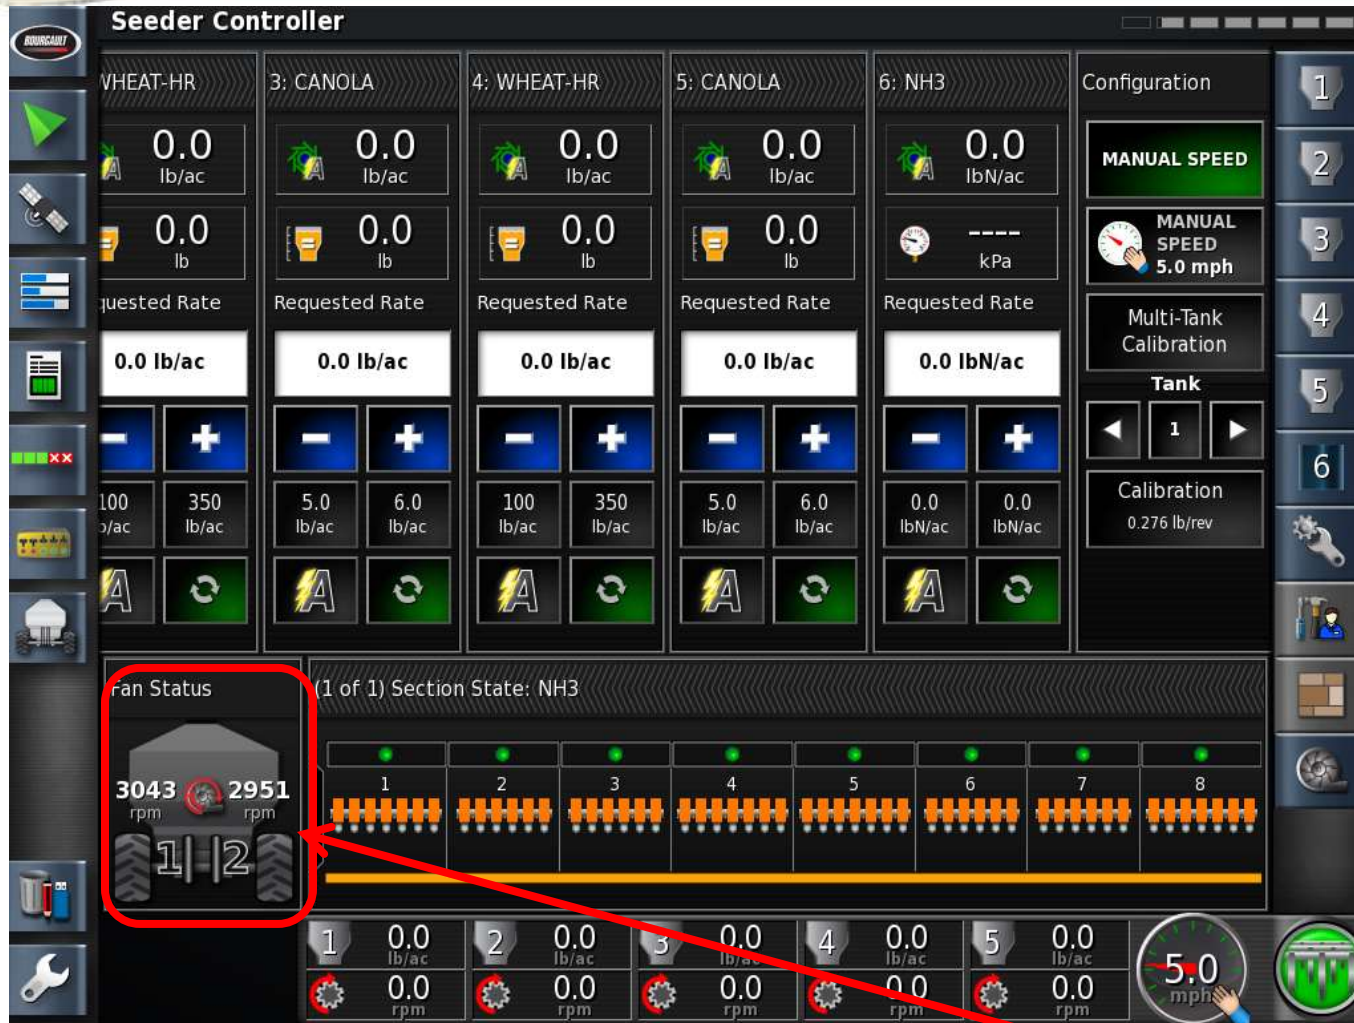 BOURGAULT
Seeder Controller
WHEAT-HR
3: CANOLA
4: WHEAT-HR
5: CANOLA
6: NH3
Configuration
1
0.0
lb/ac
0.0
lb/ac
0.0
lb/ac
0.0
lb/ac
0.0
lbN/ac
MANUAL SPEED
2
0.0
lb
0.0
lb
0.0
lb
0.0
lb
----
kPa
MANUAL
SPEED
5.0 mph
3
quested Rate
Requested Rate
Requested Rate
Requested Rate
Requested Rate
Multi-Tank
Calibration
4
0.0 lb/ac
0.0 lb/ac
0.0 lb/ac
0.0 lb/ac
0.0 lbN/ac
Tank
5
1
6
100
b/ac
350
lb/ac
5.0
lb/ac
6.0
lb/ac
100
lb/ac
350
lb/ac
5.0
lb/ac
6.0
lb/ac
0.0
lbN/ac
0.0
lbN/ac
Calibration
0.276 lb/rev
A
A
A
A
A
Fan Status
(1 of 1) Section State: NH3
3043
rpm
2951
rpm
1 2
1
2
3
4
5
6
7
8
1
0.0
lb/ac
2
0.0
lb/ac
3
0.0
lb/ac
4
0.0
lb/ac
5
0.0
lb/ac
0.0
rpm
0.0
rpm
0.0
rpm
0.0
rpm
0.0
rpm
5.0
mph